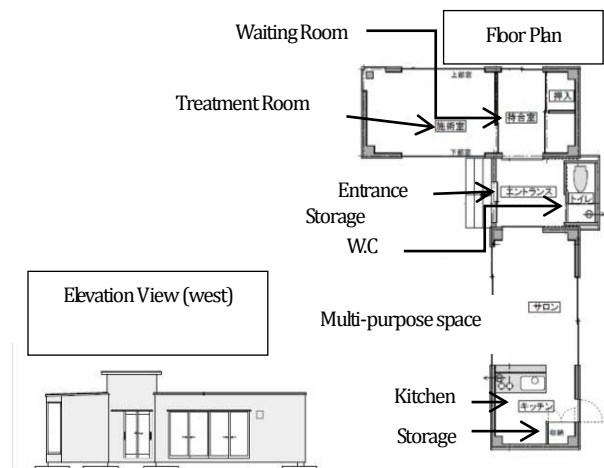 Waiting Room
Floor Plan
上部窓
押入
Treatment Room
施術室
待合室
下部窓
Entrance
エントランス
トイレ
Storage
W.C
Elevation View (west)
Multi-purpose space
サロン
Kitchen
キッチン
Storage
収納